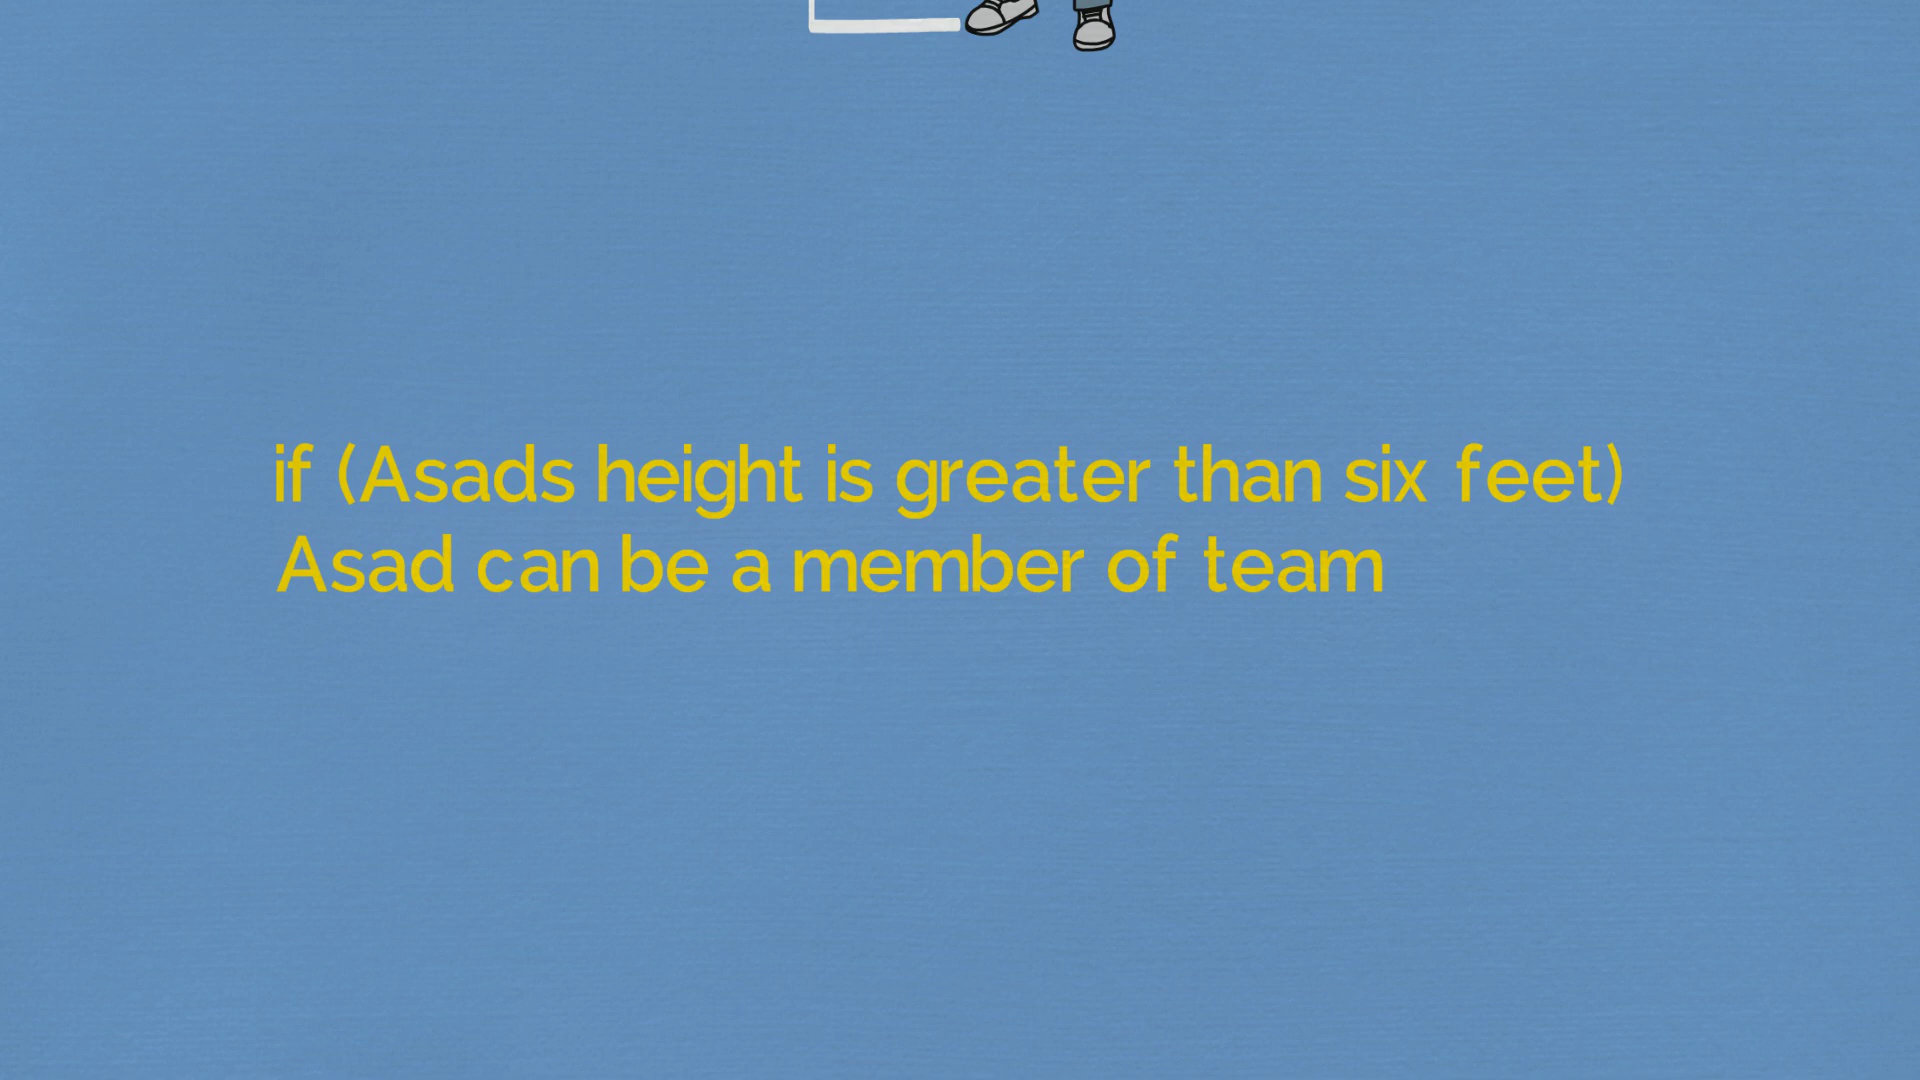 if (Asads height is greater than six feet)
Asad can be a member of team